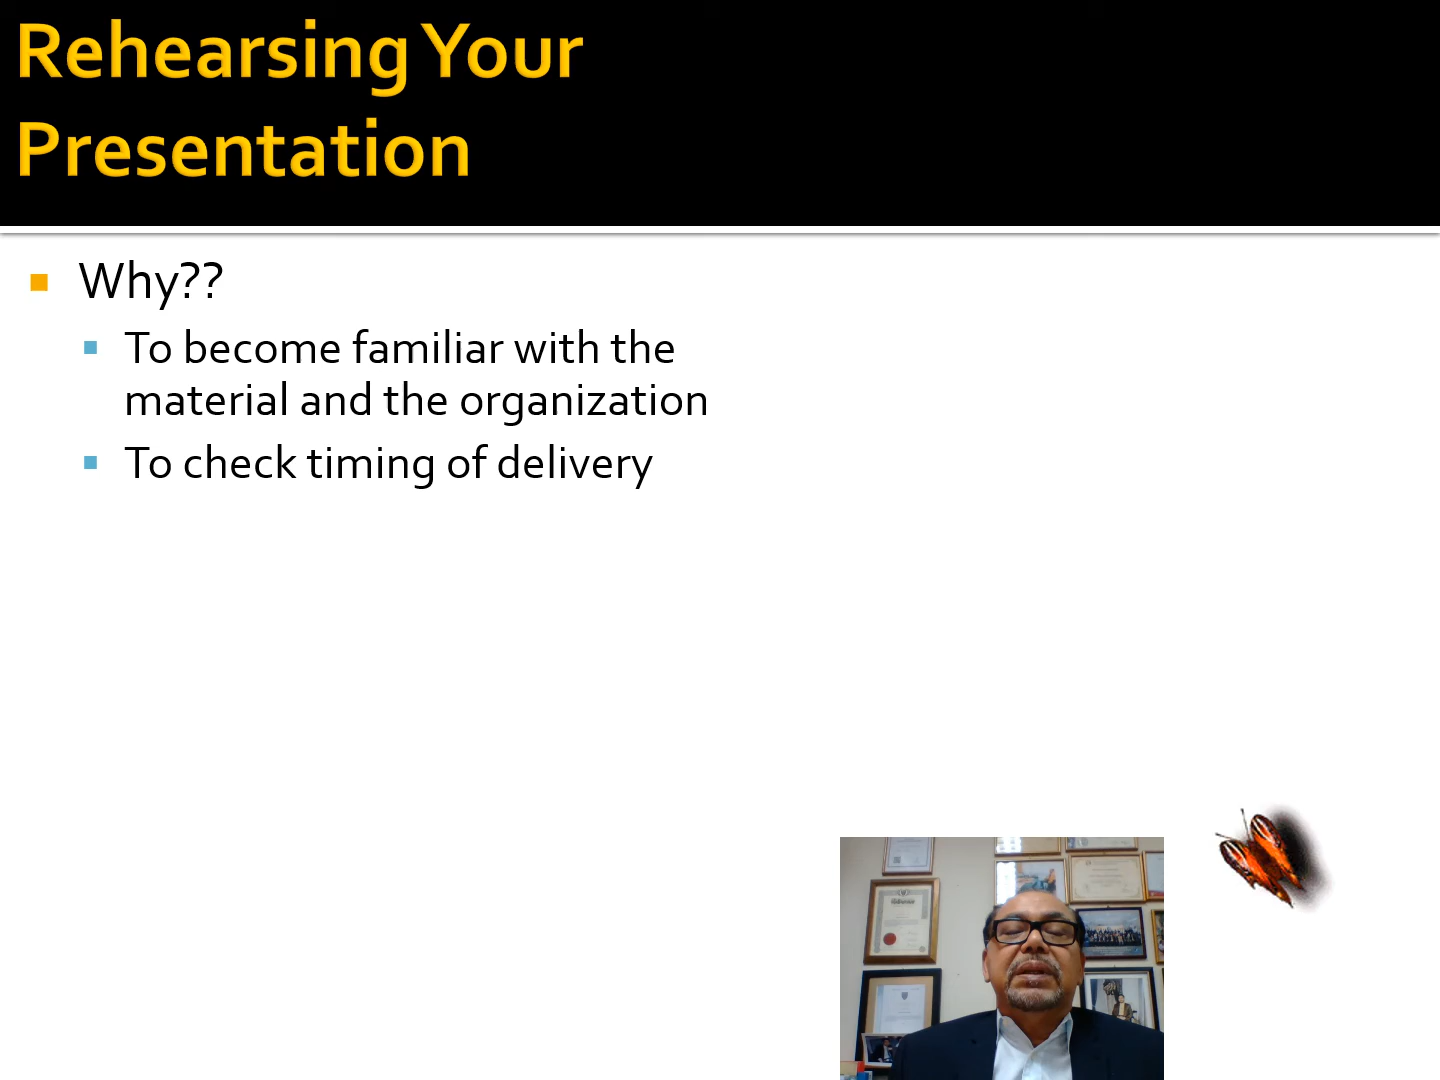 Rehearsing Your
Presentation
Why??
To become familiar with the
material and the organization
To check timing of delivery